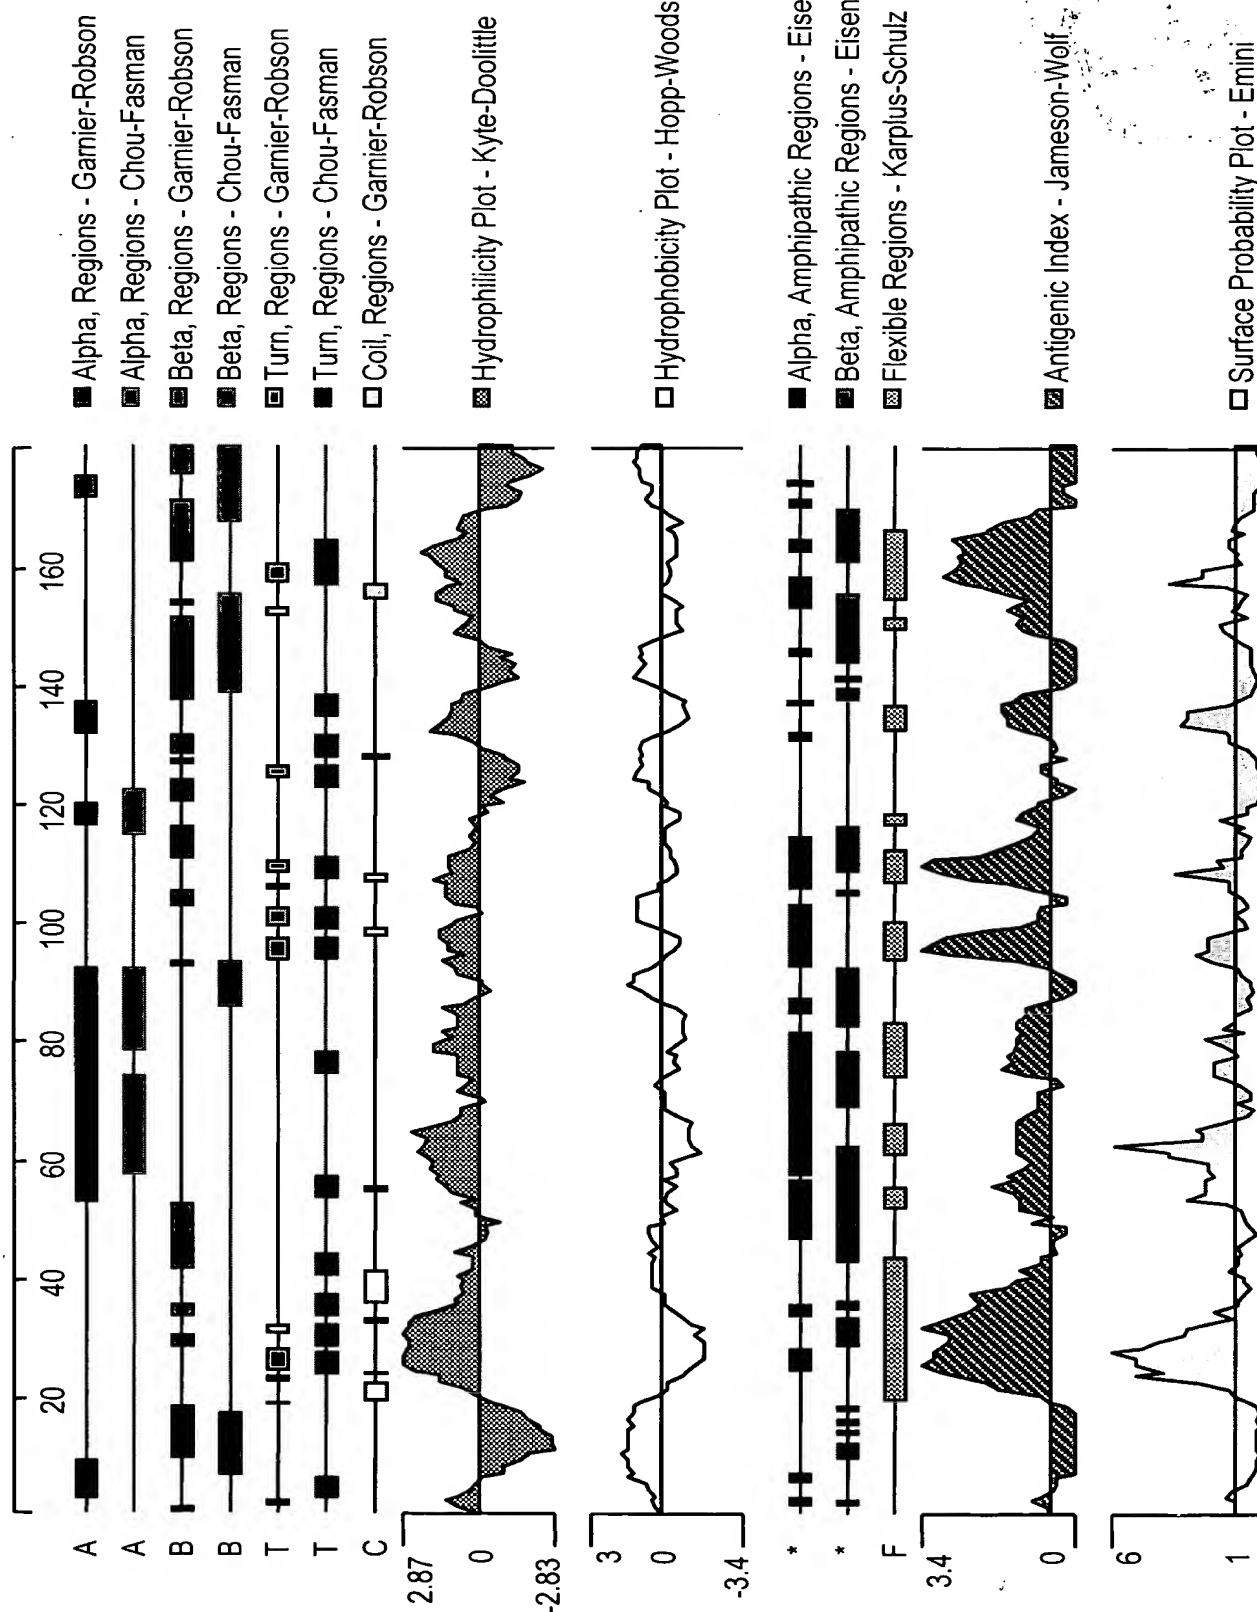 20 40 60 80 100 120 140 160
A Alpha, Regions - Garnier-Robson
A Alpha, Regions - Chou-Fasman
B Beta, Regions - Garnier-Robson
B Beta, Regions - Chou-Fasman
T Turn, Regions - Garnier-Robson
T Turn, Regions - Chou-Fasman
C Coil, Regions - Garnier-Robson
2.87
0 Hydrophilicity Plot - Kyte-Doolittle
-2.83
3
0 Hydrophobicity Plot - Hopp-Woods
-3.4
* Alpha, Amphipathic Regions - Eise
* Beta, Amphipathic Regions - Eisen
F Flexible Regions - Karplus-Schulz
3.4
0 Antigenic Index - Jameson-Wolf
6
1 Surface Probability Plot - Emini